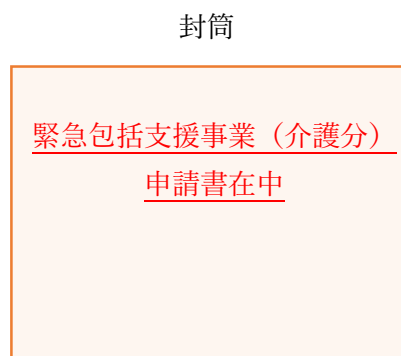 封筒
緊急包括支援事業（介護分）
申請書在中